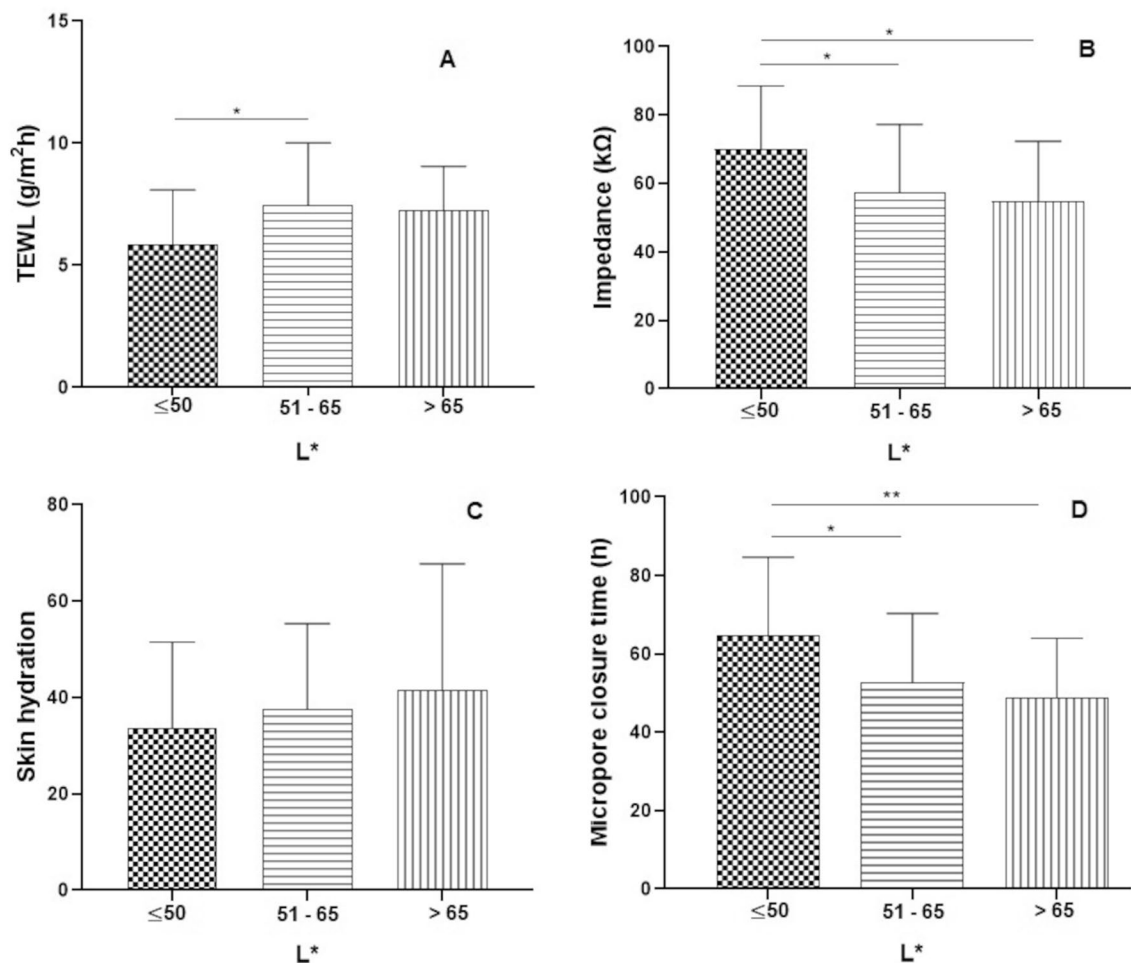 A
TEWL (g/m²h)
15
10
5
0
*
≤50
51 - 65
> 65
L*
B
Impedance (kΩ)
100
80
60
40
20
0
*
*
≤50
51 - 65
> 65
L*
C
Skin hydration
80
60
40
20
0
≤50
51 - 65
> 65
L*
D
Micropore closure time (h)
100
80
60
40
20
0
**
*
≤50
51 - 65
> 65
L*